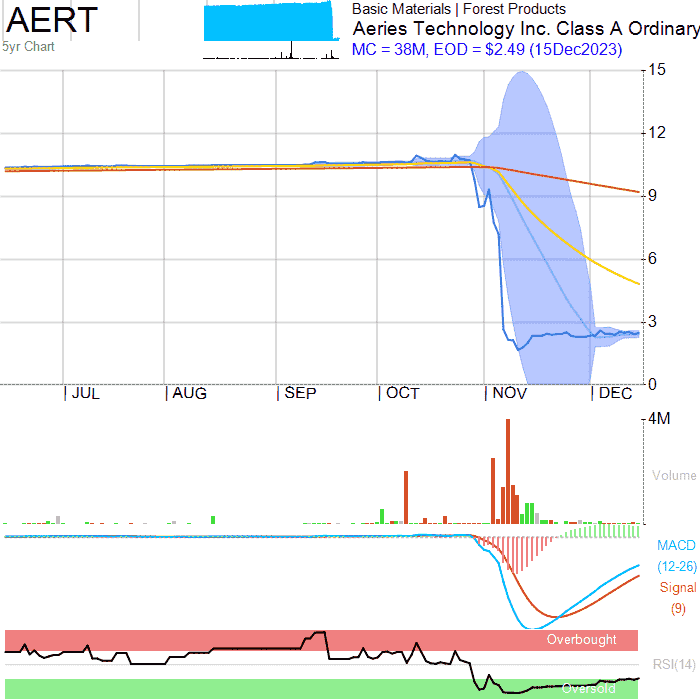 AERT
5yr Chart
Basic Materials | Forest Products
Aeries Technology Inc. Class A Ordinary
MC = 38M, EOD = $2.49 (15Dec2023)
15
12
9
6
3
0
JUL
AUG
SEP
OCT
NOV
DEC
4M
Volume
MACD
(12-26)
Signal
(9)
Overbought
RSI(14)
Oversold